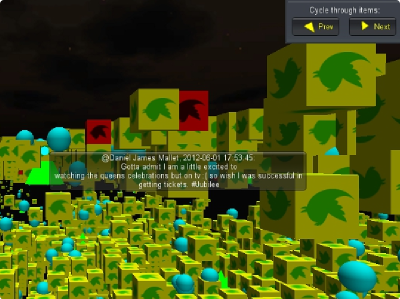 Cycle through items:
Prev
Next
@Daniel James Mallet, 2012-06-01 17:53:45:
Gotta admit I am a little excited to
watching the queens celebrations but on tv :( so wish I was successful in
getting tickets. #Jubilee